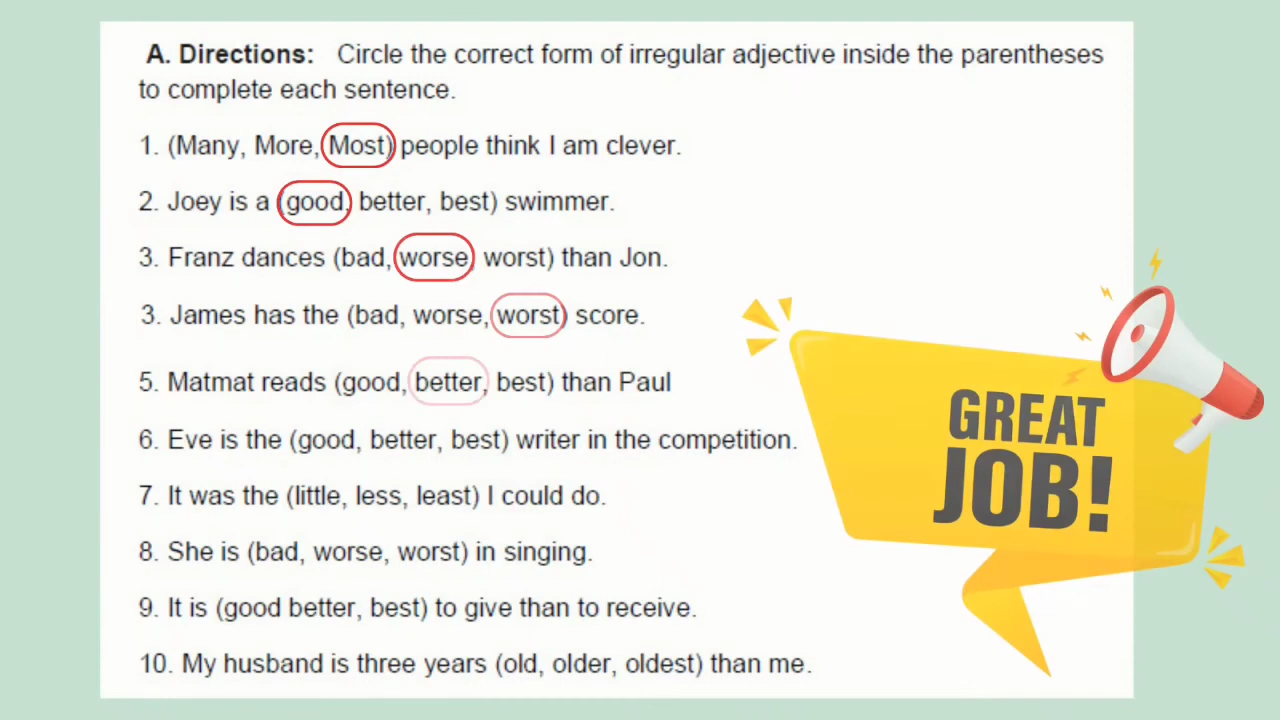 A. Directions: Circle the correct form of irregular adjective inside the parentheses
to complete each sentence.
1. (Many, More, Most) people think I am clever.
2. Joey is a (good, better, best) swimmer.
3. Franz dances (bad, worse, worst) than Jon.
3. James has the (bad, worse, worst) score.
5. Matmat reads (good, better, best) than Paul
6. Eve is the (good, better, best) writer in the competition.
7. It was the (little, less, least) I could do.
8. She is (bad, worse, worst) in singing.
9. It is (good better, best) to give than to receive.
10. My husband is three years (old, older, oldest) than me.
GREAT
JOB!